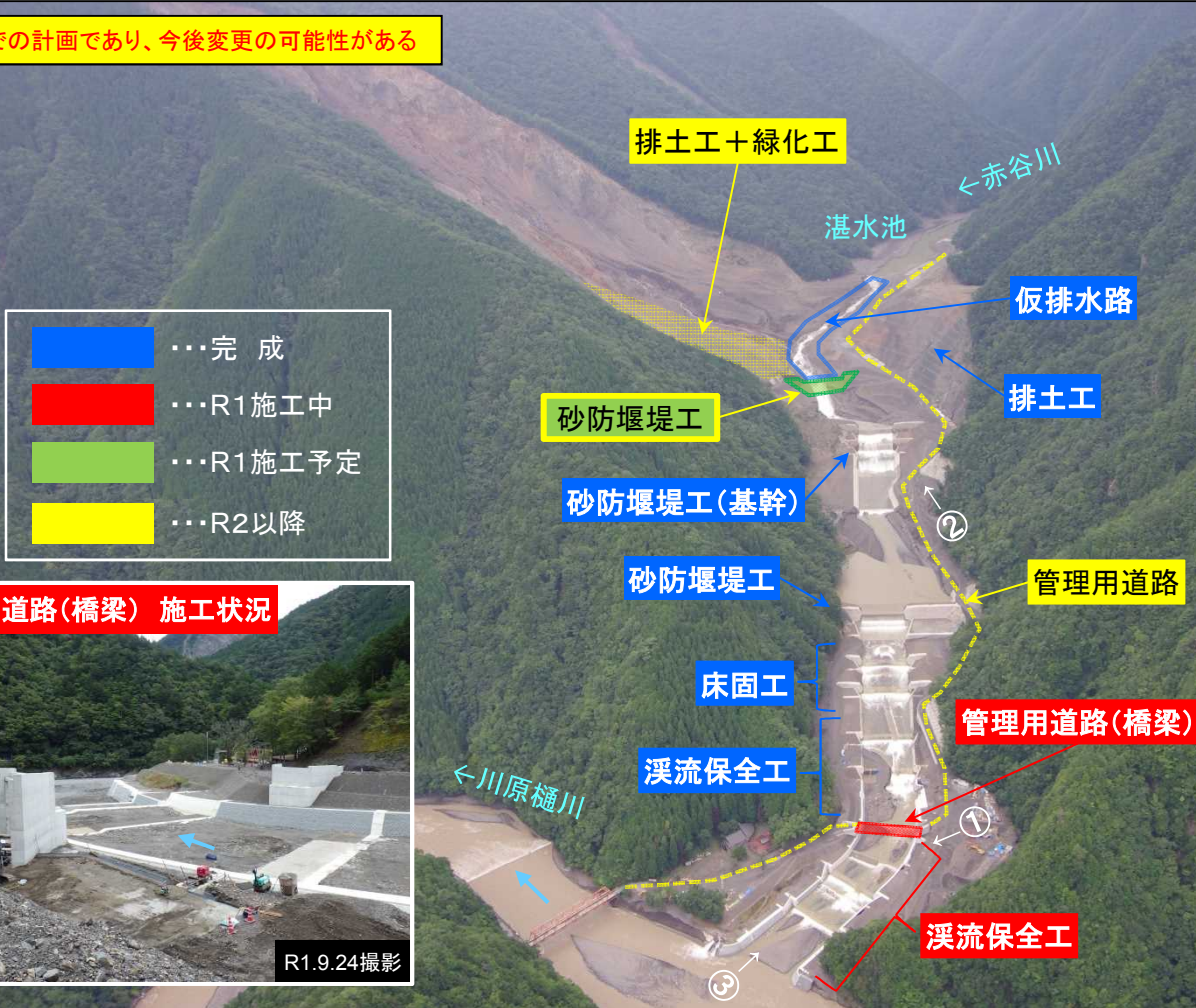 での計画であり、今後変更の可能性がある
排土工＋緑化工
←赤谷川
湛水池
仮排水路
排土工
・・・完 成
・・・R1施工中
・・・R1施工予定
・・・R2以降
砂防堰堤工
砂防堰堤工(基幹)
②
砂防堰堤工
管理用道路
床固工
管理用道路(橋梁)
渓流保全工
←川原樋川
①
渓流保全工
③
道路(橋梁) 施工状況
R1.9.24撮影